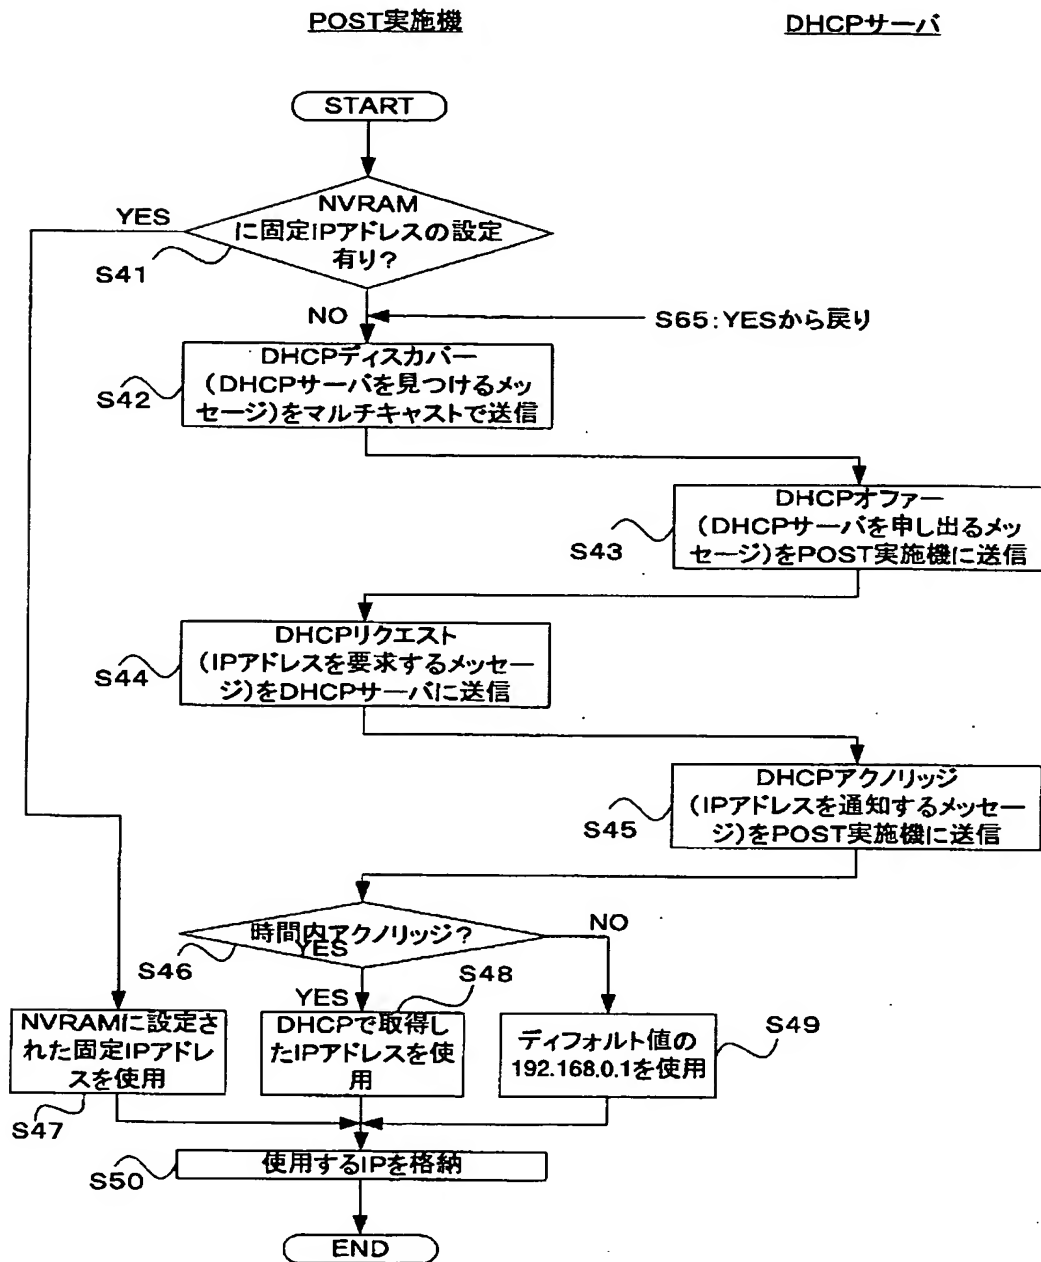 POST実施機
DHCPサーバ
START
NVRAM
に固定IPアドレスの設定
有り?
YES
S41
NO
S65:YESから戻り
DHCPディスカバー
(DHCPサーバを見つけるメッ
セージ)をマルチキャストで送信
S42
DHCPオファー
(DHCPサーバを申し出るメッ
セージ)をPOST実施機に送信
S43
DHCPリクエスト
(IPアドレスを要求するメッセー
ジ)をDHCPサーバに送信
S44
DHCPアクノリッジ
(IPアドレスを通知するメッセー
ジ)をPOST実施機に送信
S45
時間内アクノリッジ?
YES
NO
S46
YES
S48
NVRAMに設定さ
れた固定IPアドレ
スを使用
S47
DHCPで取得し
たIPアドレスを使
用
ディフォルト値の
192.168.0.1を使用
S49
使用するIPを格納
S50
END